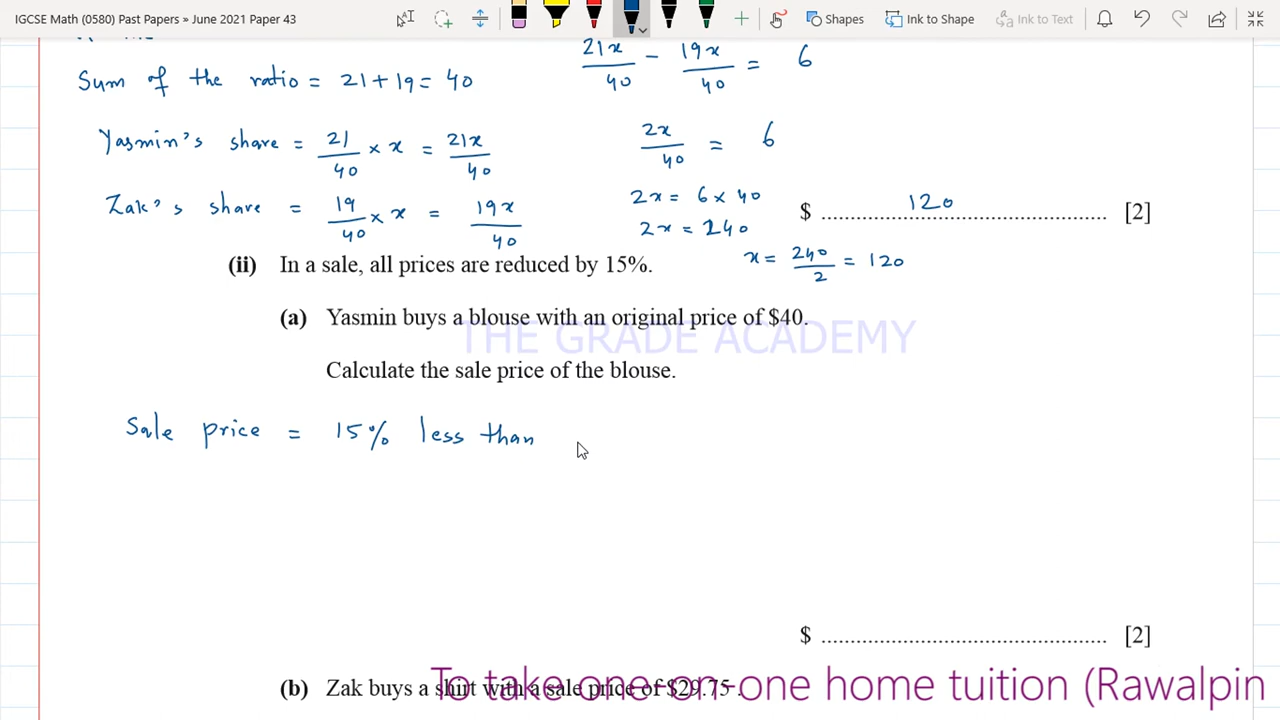 IGCSE Math (0580) Past Papers » June 2021 Paper 43
Shapes
Ink to Shape
Ink to Text
21x/40 - 19x/40 = 6
Sum of the ratio = 21 + 19 = 40
Yasmin's share = 21/40 × x = 21x/40
2x/40 = 6
Zak's share = 19/40 × x = 19x/40
2x = 6 × 40
2x = 240
x = 240/2 = 120
$ 120 [2]
(ii) In a sale, all prices are reduced by 15%.
(a) Yasmin buys a blouse with an original price of $40.
THE GRADE ACADEMY
Calculate the sale price of the blouse.
Sale price = 15% less than
$ ................................................ [2]
(b) Zak buys a shirt with a sale price of $29.75.
To take one-on-one home tuition (Rawalpin